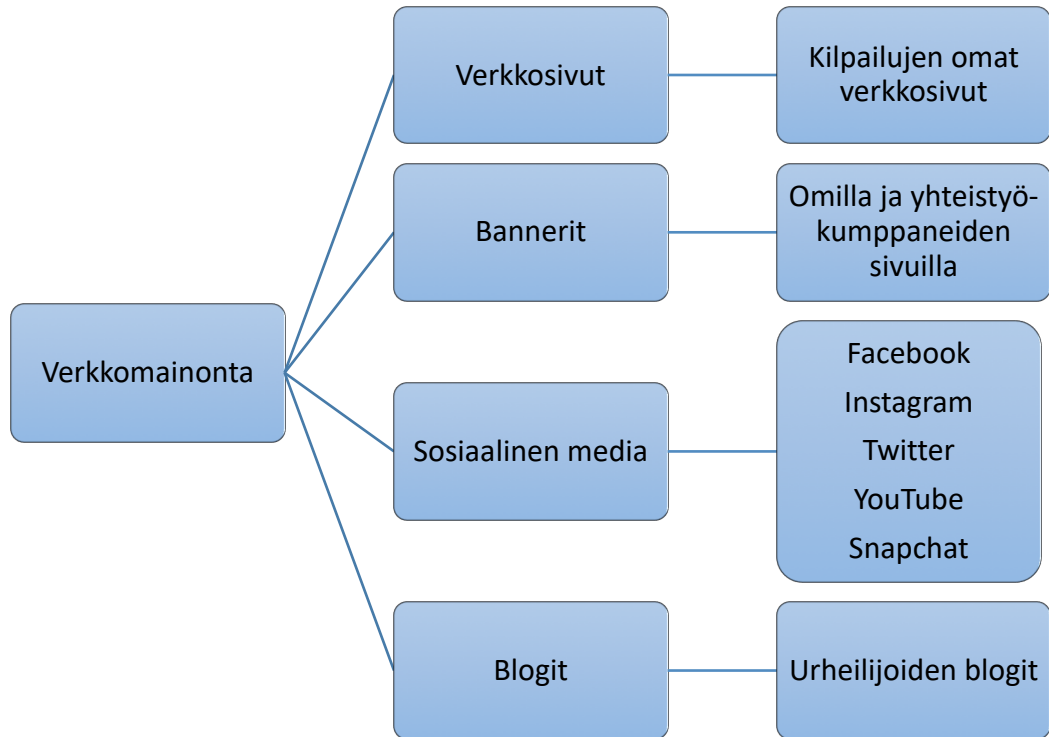 Verkkomainonta
Verkkosivut
Kilpailujen omat
verkkosivut
Bannerit
Omilla ja yhteistyö-
kumppaneiden
sivuilla
Sosiaalinen media
Facebook
Instagram
Twitter
YouTube
Snapchat
Blogit
Urheilijoiden blogit